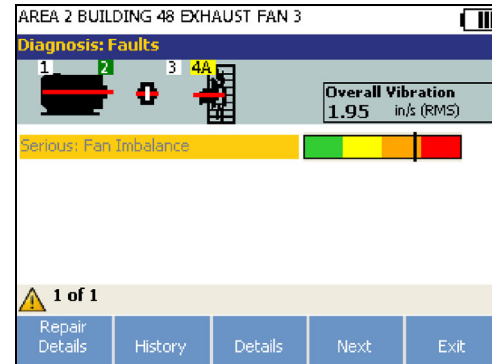 AREA 2 BUILDING 48 EXHAUST FAN 3
Diagnosis: Faults
1 2 3 4A
Overall Vibration
1.95 in/s (RMS)
Serious: Fan Imbalance
1 of 1
Repair Details
History
Details
Next
Exit